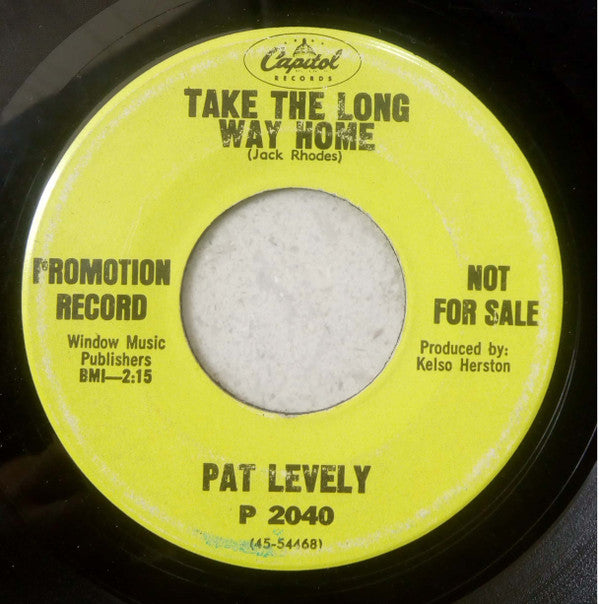 Capitol
RECORDS
TAKE THE LONG
WAY HOME
(Jack Rhodes)
PROMOTION
RECORD
Window Music
Publishers
BMI—2:15
NOT
FOR SALE
Produced by:
Kelso Herston
PAT LEVELY
P 2040
(45-54468)